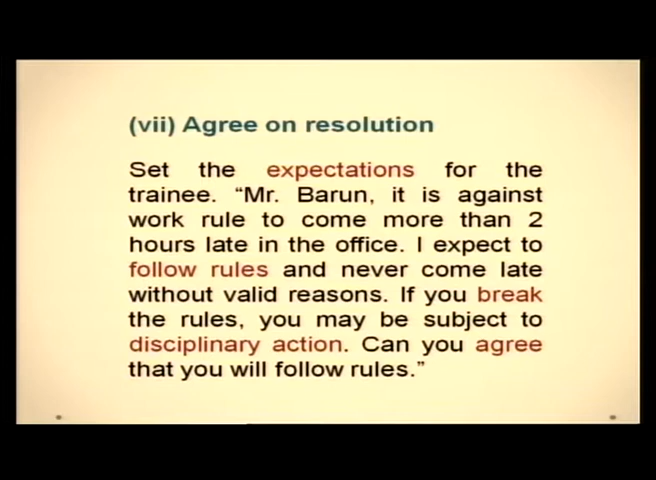 (vii) Agree on resolution
Set the expectations for the
trainee. “Mr. Barun, it is against
work rule to come more than 2
hours late in the office. I expect to
follow rules and never come late
without valid reasons. If you break
the rules, you may be subject to
disciplinary action. Can you agree
that you will follow rules.”